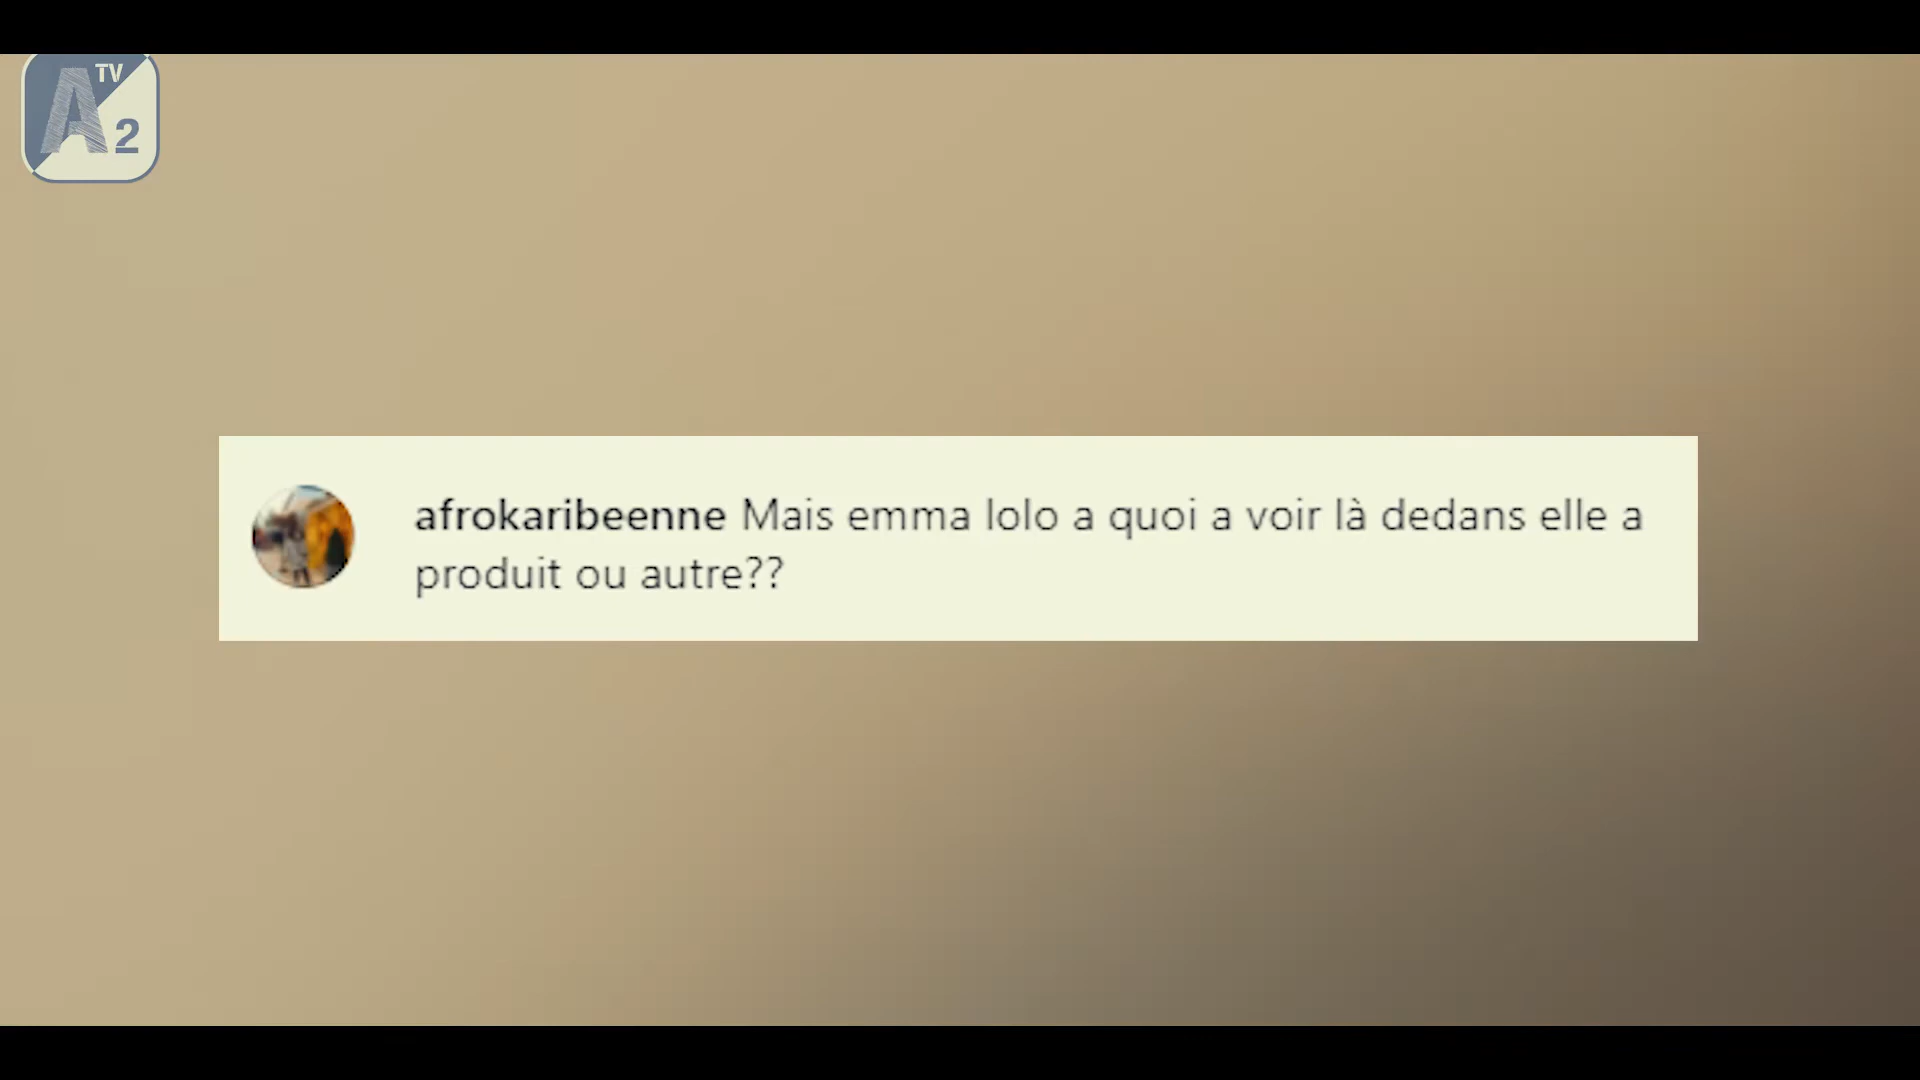 TV
A
2
afrokaribeenne Mais emma lolo a quoi a voir là dedans elle a
produit ou autre??